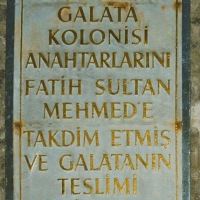 GALATA
KOLONİSİ
ANAHTARLARINI
FATİH SULTAN
MEHMED'E
TAKDİM ETMİŞ
VE GALATANIN
TESLİMİ